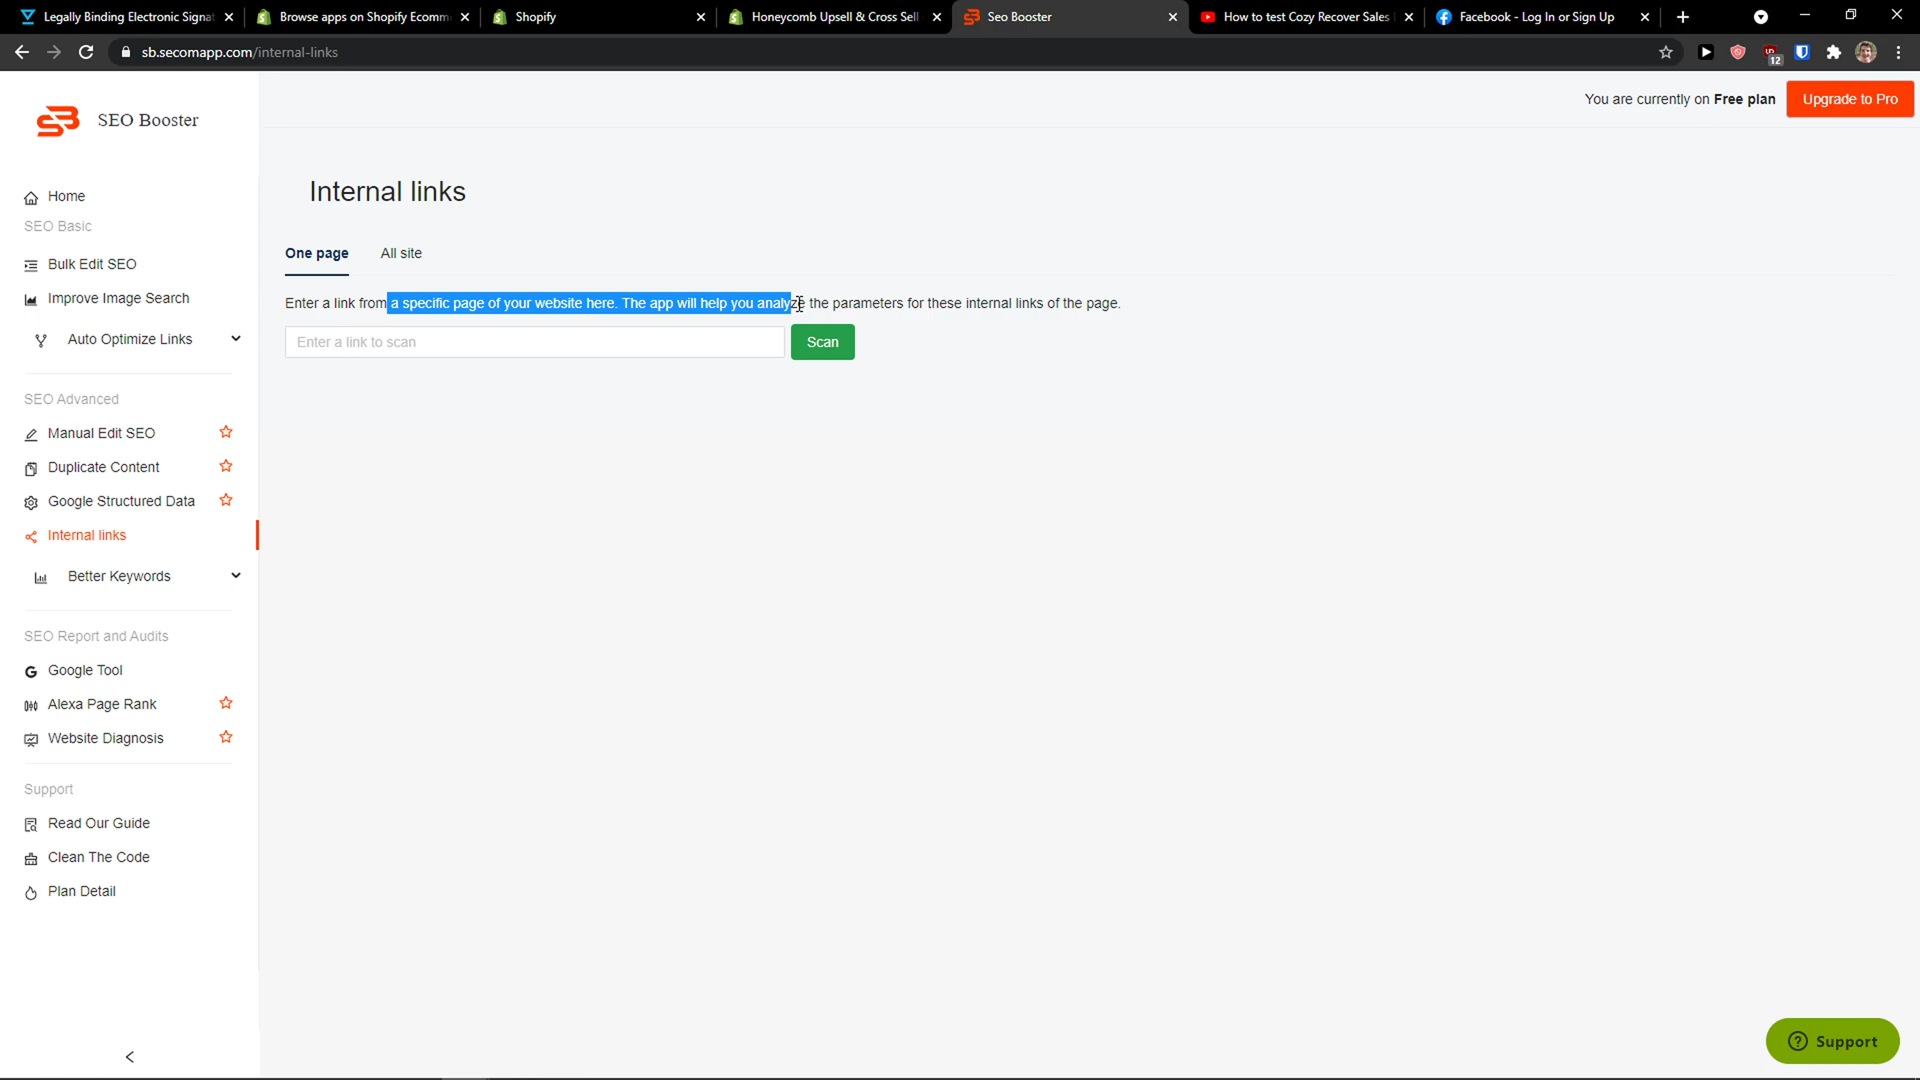 Legally Binding Electronic Signat
Browse apps on Shopify Ecomm
Shopify
Honeycomb Upsell & Cross Sell
Seo Booster
How to test Cozy Recover Sales
Facebook - Log In or Sign Up
sb.secomapp.com/internal-links
12
SEO Booster
You are currently on Free plan
Upgrade to Pro
Home
SEO Basic
Bulk Edit SEO
Improve Image Search
Auto Optimize Links
SEO Advanced
Manual Edit SEO
Duplicate Content
Google Structured Data
Internal links
Better Keywords
SEO Report and Audits
Google Tool
Alexa Page Rank
Website Diagnosis
Support
Read Our Guide
Clean The Code
Plan Detail
Internal links
One page
All site
Enter a link from a specific page of your website here. The app will help you analyze the parameters for these internal links of the page.
Enter a link to scan
Scan
Support